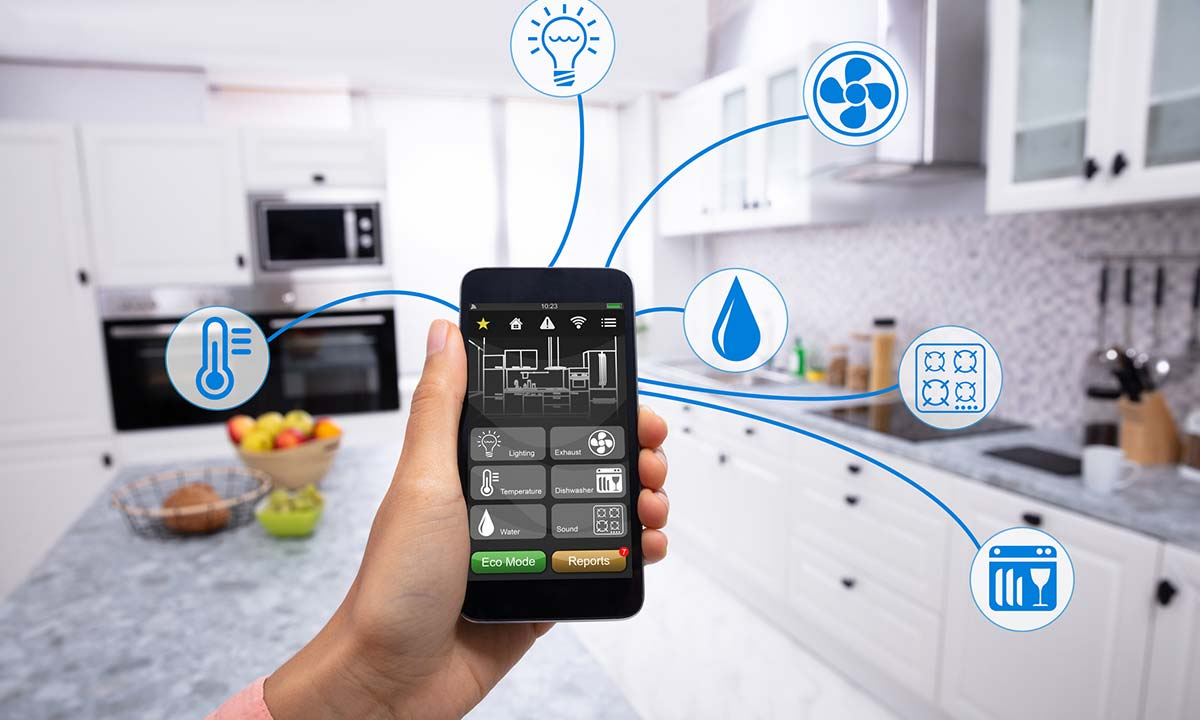 10:23
Lighting
Exhaust
Temperature
Dishwasher
Water
Sound
Eco Mode
Reports
7